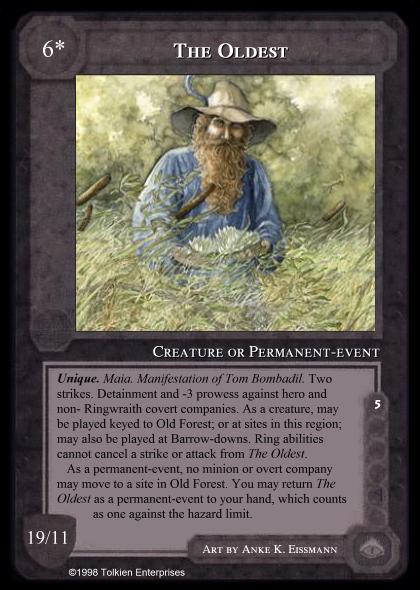 6*
THE OLDEST
CREATURE OR PERMANENT-EVENT
Unique. Maia. Manifestation of Tom Bombadil. Two
strikes. Detainment and -3 prowess against hero and
non- Ringwraith covert companies. As a creature, may
be played keyed to Old Forest; or at sites in this region;
may also be played at Barrow-downs. Ring abilities
cannot cancel a strike or attack from The Oldest.
As a permanent-event, no minion or overt company
may move to a site in Old Forest. You may return The
Oldest as a permanent-event to your hand, which counts
as one against the hazard limit.
5
19/11
ART BY ANKE K. EISSMANN
©1998 Tolkien Enterprises